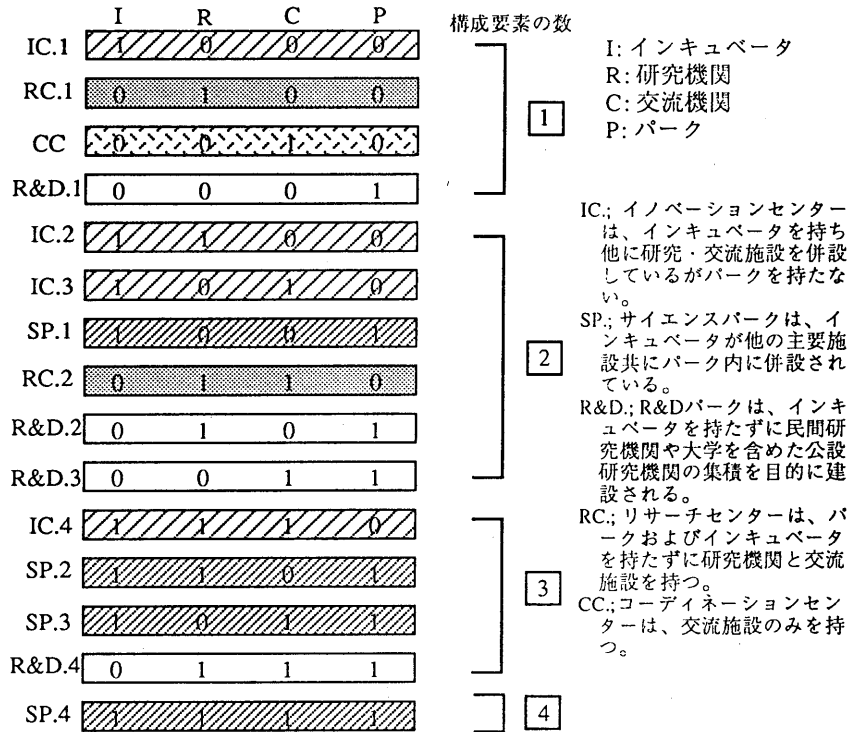 I R C P
構成要素の数
IC.1 1 0 0 0
RC.1 0 1 0 0
CC 0 0 1 0
R&D.1 0 0 0 1
1
IC.2 1 1 0 0
IC.3 1 0 1 0
SP.1 1 0 0 1
RC.2 0 1 1 0
R&D.2 0 1 0 1
R&D.3 0 0 1 1
2
IC.4 1 1 1 0
SP.2 1 1 0 1
SP.3 1 0 1 1
R&D.4 0 1 1 1
3
SP.4 1 1 1 1
4
I: インキュベータ
R: 研究機関
C: 交流機関
P: パーク
IC.; イノベーションセンター
は、インキュベータを持ち
他に研究・交流施設を併設
しているがパークを持たな
い。
SP.; サイエンスパークは、イ
ンキュベータが他の主要施
設共にパーク内に併設され
ている。
R&D.; R&Dパークは、インキ
ュベータを持たずに民間研
究機関や大学を含めた公設
研究機関の集積を目的に建
設される。
RC.; リサーチセンターは、パ
ークおよびインキュベータ
を持たずに研究機関と交流
施設を持つ。
CC.;コーディネーションセン
ターは、交流施設のみを持
つ。